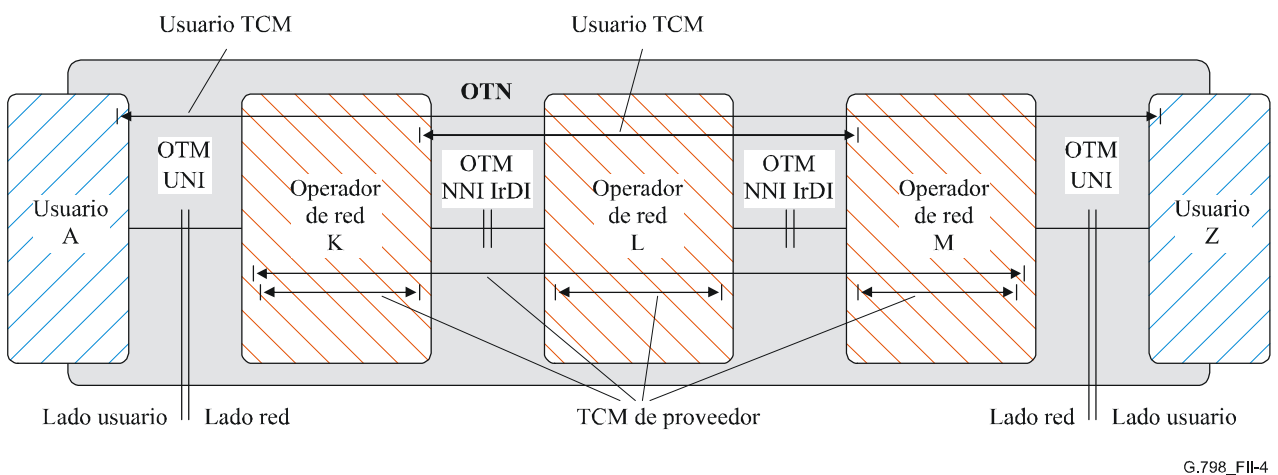 Usuario TCM
Usuario TCM
OTN
OTM
UNI
OTM
NNI IrDI
OTM
NNI IrDI
OTM
UNI
Usuario
A
Operador
de red
K
Operador
de red
L
Operador
de red
M
Usuario
Z
Lado usuario
Lado red
TCM de proveedor
Lado red
Lado usuario
G.798_FII-4